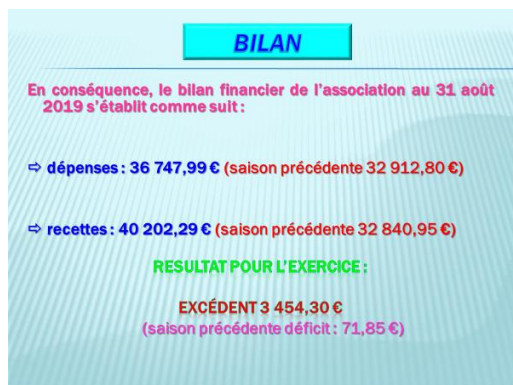 BILAN
En conséquence, le bilan financier de l'association au 31 août
2019 s'établit comme suit :
⇨ dépenses : 36 747,99 € (saison précédente 32 912,80 €)
⇨ recettes : 40 202,29 € (saison précédente 32 840,95 €)
RESULTAT POUR L'EXERCICE :
EXCÉDENT 3 454,30 €
(saison précédente déficit : 71,85 €)